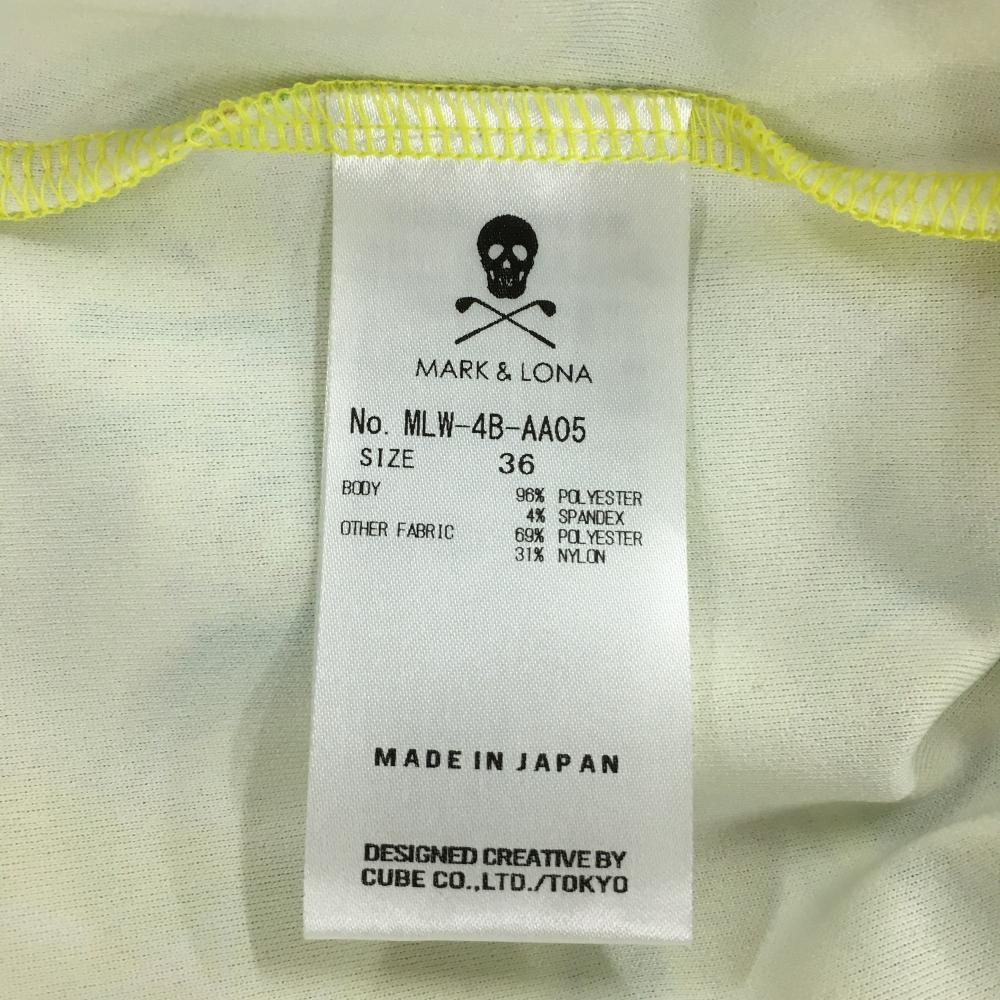 MARK & LONA
No. MLW-4B-AA05
SIZE 36
BODY 96% POLYESTER
4% SPANDEX
OTHER FABRIC 69% POLYESTER
31% NYLON
MADE IN JAPAN
DESIGNED CREATIVE BY
CUBE CO.,LTD./TOKYO